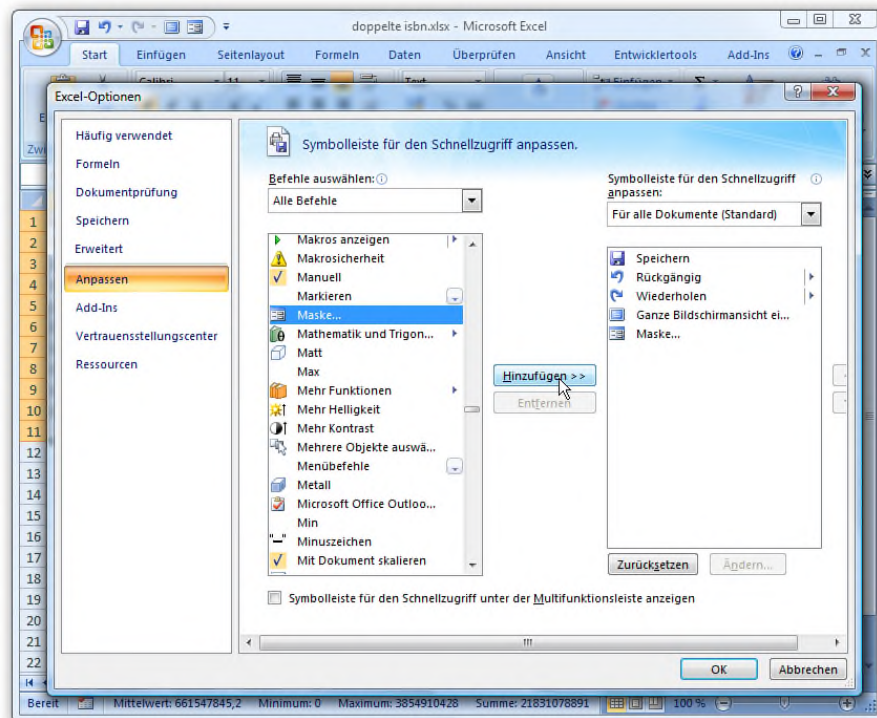 doppelte isbn.xlsx - Microsoft Excel
Start Einfügen Seitenlayout Formeln Daten Überprüfen Ansicht Entwicklertools Add-Ins
Calibri 11 Text Einfügen Σ
Excel-Optionen
Häufig verwendet
Formeln
Dokumentprüfung
Speichern
Erweitert
Anpassen
Add-Ins
Vertrauensstellungscenter
Ressourcen
Symbolleiste für den Schnellzugriff anpassen.
Befehle auswählen:
Alle Befehle
Makros anzeigen
Makrosicherheit
Manuell
Markieren
Maske...
Mathematik und Trigon...
Matt
Max
Mehr Funktionen
Mehr Helligkeit
Mehr Kontrast
Mehrere Objekte auswä...
Menübefehle
Metall
Microsoft Office Outloo...
Min
Minuszeichen
Mit Dokument skalieren
Hinzufügen >>
Entfernen
Symbolleiste für den Schnellzugriff
anpassen:
Für alle Dokumente (Standard)
Speichern
Rückgängig
Wiederholen
Ganze Bildschirmansicht ei...
Maske...
Zurücksetzen Ändern...
Symbolleiste für den Schnellzugriff unter der Multifunktionsleiste anzeigen
OK Abbrechen
1
2
3
4
5
6
7
8
9
10
11
12
13
14
15
16
17
18
19
20
21
22
Bereit Mittelwert: 661547845,2 Minimum: 0 Maximum: 3854910428 Summe: 21831078891 100 %